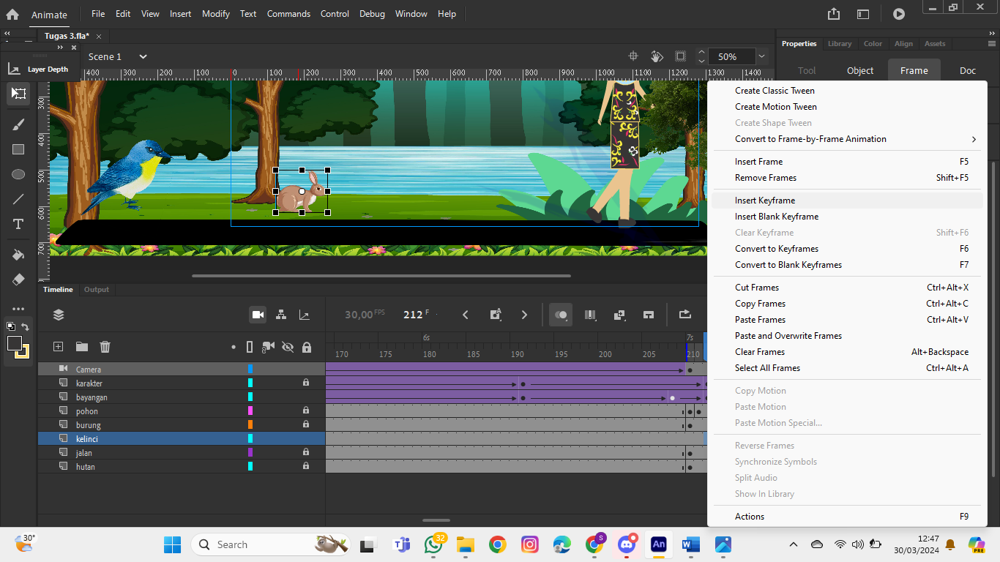 Animate
File Edit View Insert Modify Text Commands Control Debug Window Help
Tugas 3.fla*
Properties Library Color Align Assets
Scene 1
50%
Layer Depth
Tool Object Frame Doc
400 300 200 100 0 100 200 300 400 500 600 700 800 900 1000 1100 1200 1300 1400
300
400
500
600
700
Create Classic Tween
Create Motion Tween
Create Shape Tween
Convert to Frame-by-Frame Animation
Insert Frame F5
Remove Frames Shift+F5
Insert Keyframe
Insert Blank Keyframe
Clear Keyframe Shift+F6
Convert to Keyframes F6
Convert to Blank Keyframes F7
Cut Frames Ctrl+Alt+X
Copy Frames Ctrl+Alt+C
Paste Frames Ctrl+Alt+V
Paste and Overwrite Frames
Clear Frames Alt+Backspace
Select All Frames Ctrl+Alt+A
Copy Motion
Paste Motion
Paste Motion Special...
Reverse Frames
Synchronize Symbols
Split Audio
Show In Library
Actions F9
Timeline Output
30,00 FPS 212 F
6s 7s
170 175 180 185 190 195 200 205 210
Camera
karakter
bayangan
pohon
burung
kelinci
jalan
hutan
30°
Search
32
S
An
PRE
12:47
30/03/2024